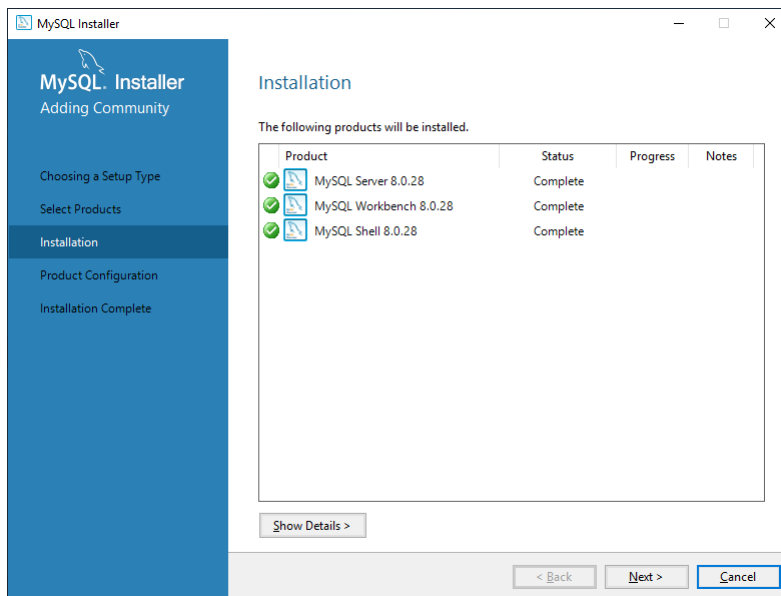 MySQL Installer
MySQL. Installer
Adding Community
Choosing a Setup Type
Select Products
Installation
Product Configuration
Installation Complete
Installation
The following products will be installed.
Product Status Progress Notes
MySQL Server 8.0.28 Complete
MySQL Workbench 8.0.28 Complete
MySQL Shell 8.0.28 Complete
Show Details >
< Back Next > Cancel